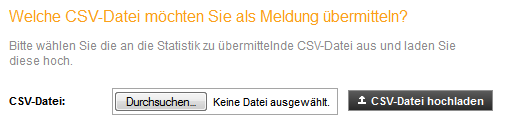 Welche CSV-Datei möchten Sie als Meldung übermitteln?
Bitte wählen Sie die an die Statistik zu übermittelnde CSV-Datei aus und laden Sie
diese hoch.
CSV-Datei: Durchsuchen... Keine Datei ausgewählt. CSV-Datei hochladen